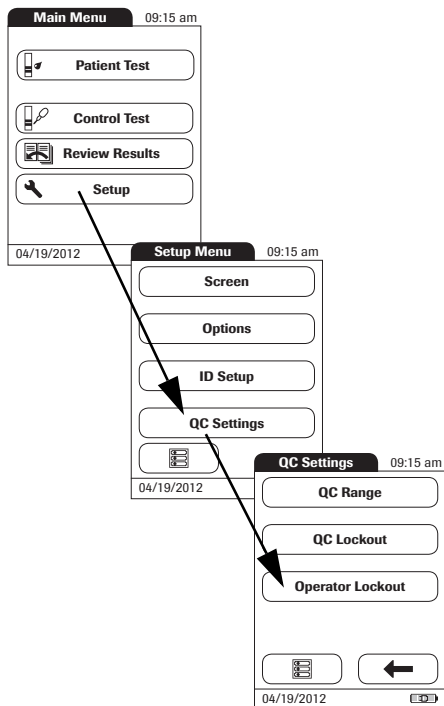 Main Menu 09:15 am
Patient Test
Control Test
Review Results
Setup
04/19/2012
Setup Menu 09:15 am
Screen
Options
ID Setup
QC Settings
04/19/2012
QC Settings 09:15 am
QC Range
QC Lockout
Operator Lockout
04/19/2012